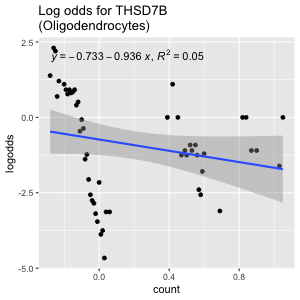 Log odds for THSD7B
(Oligodendrocytes)
y = −0.733 − 0.936 x, R² = 0.05
2.5
0.0
-2.5
-5.0
logodds
0.0
0.4
0.8
count